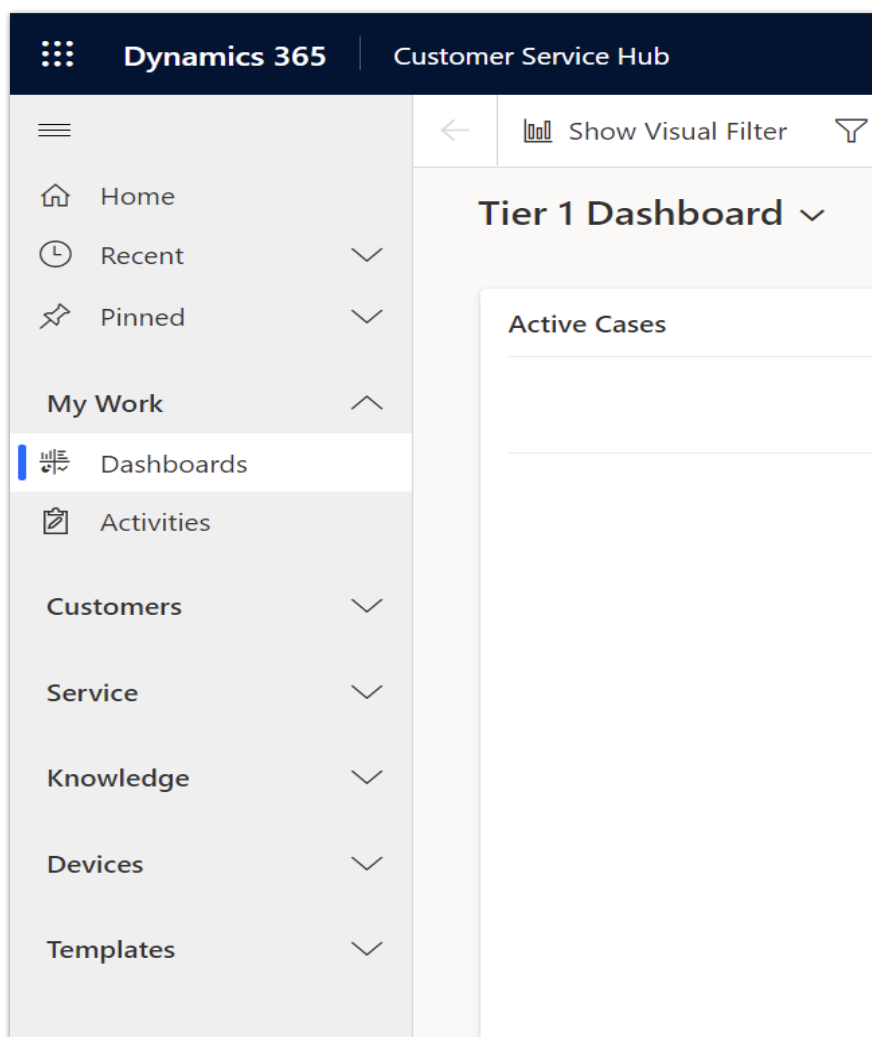 Dynamics 365
Customer Service Hub
Show Visual Filter
Home
Recent
Pinned
My Work
Dashboards
Activities
Customers
Service
Knowledge
Devices
Templates
Tier 1 Dashboard
Active Cases